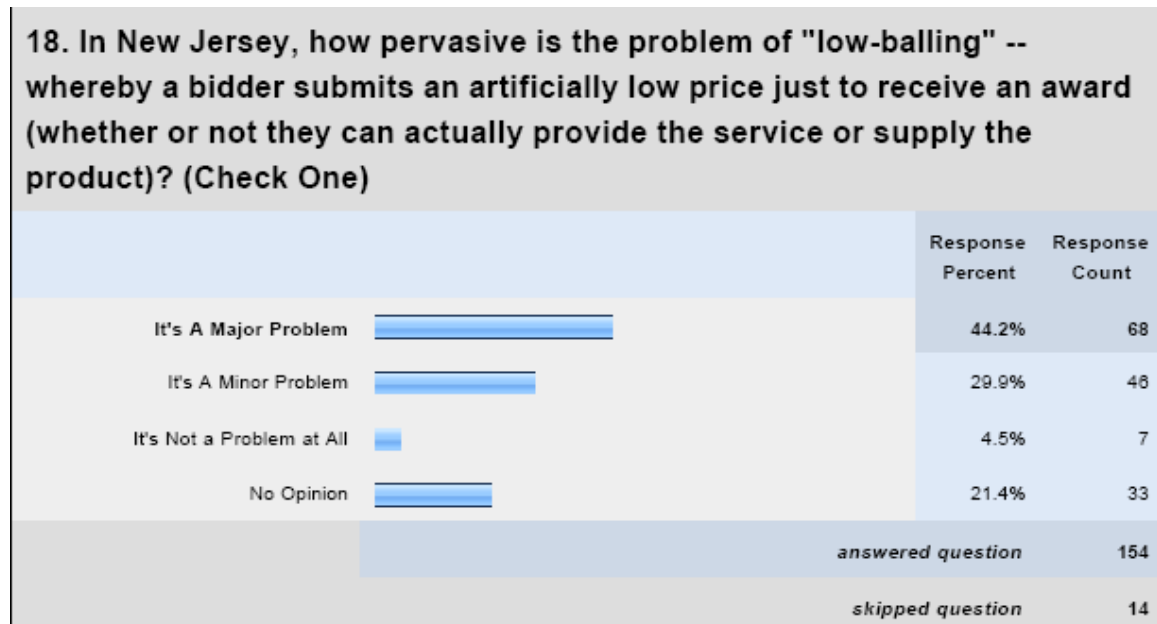 18. In New Jersey, how pervasive is the problem of "low-balling" --
whereby a bidder submits an artificially low price just to receive an award
(whether or not they can actually provide the service or supply the
product)? (Check One)
Response Percent Response Count
It's A Major Problem 44.2% 68
It's A Minor Problem 29.9% 46
It's Not a Problem at All 4.5% 7
No Opinion 21.4% 33
answered question 154
skipped question 14